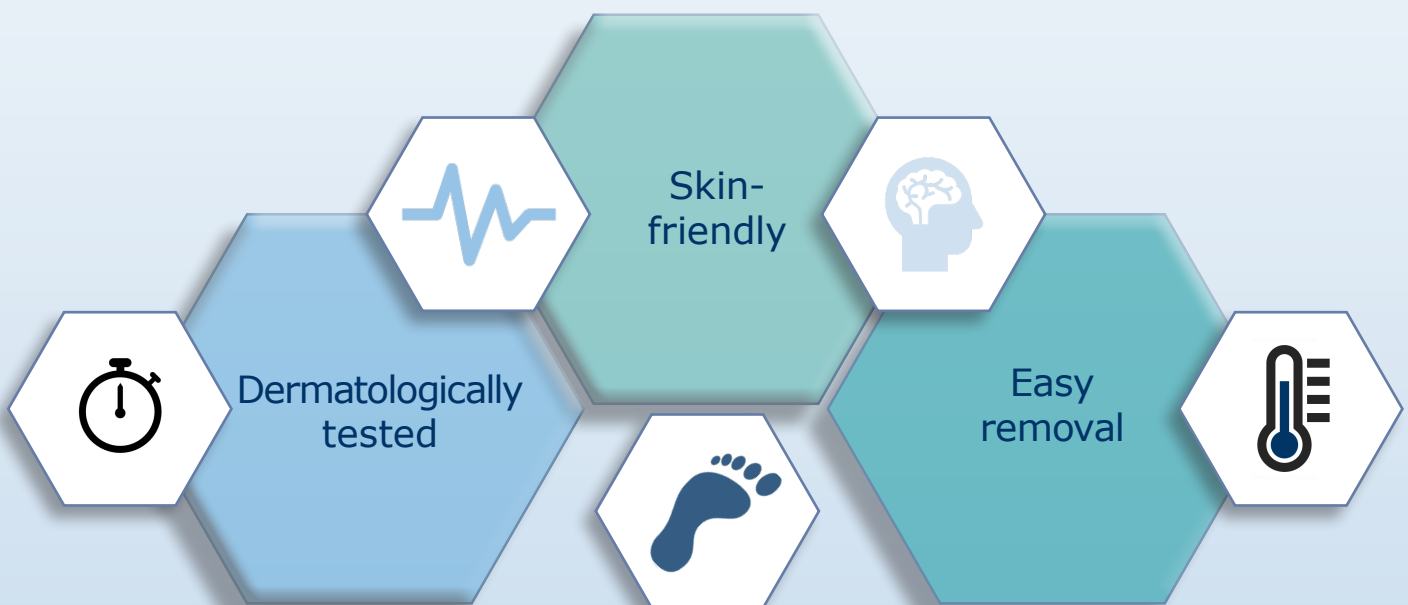 Skin-
friendly
Dermatologically
tested
Easy
removal